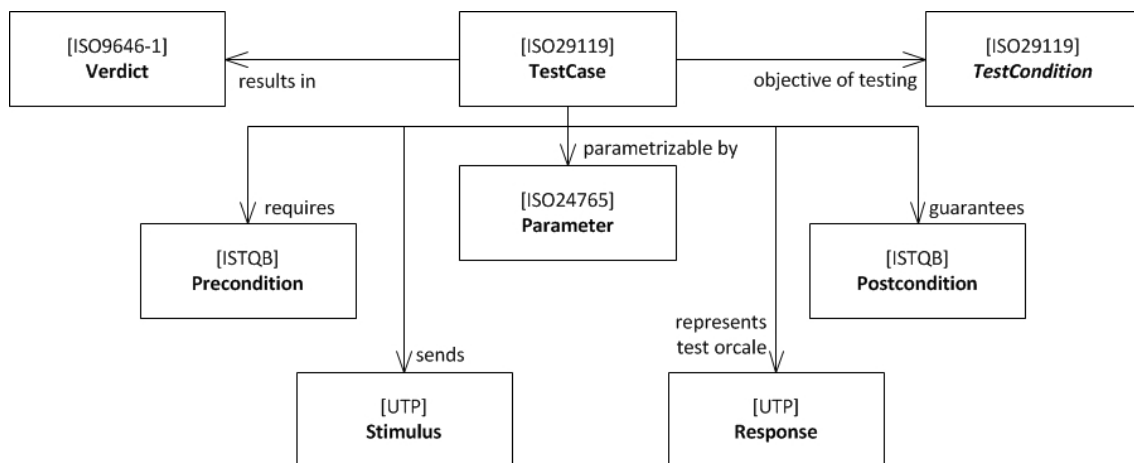 [ISO9646-1]
Verdict
results in
[ISO29119]
TestCase
objective of testing
[ISO29119]
TestCondition
parametrizable by
[ISO24765]
Parameter
requires
[ISTQB]
Precondition
guarantees
[ISTQB]
Postcondition
sends
[UTP]
Stimulus
represents
test orcale
[UTP]
Response